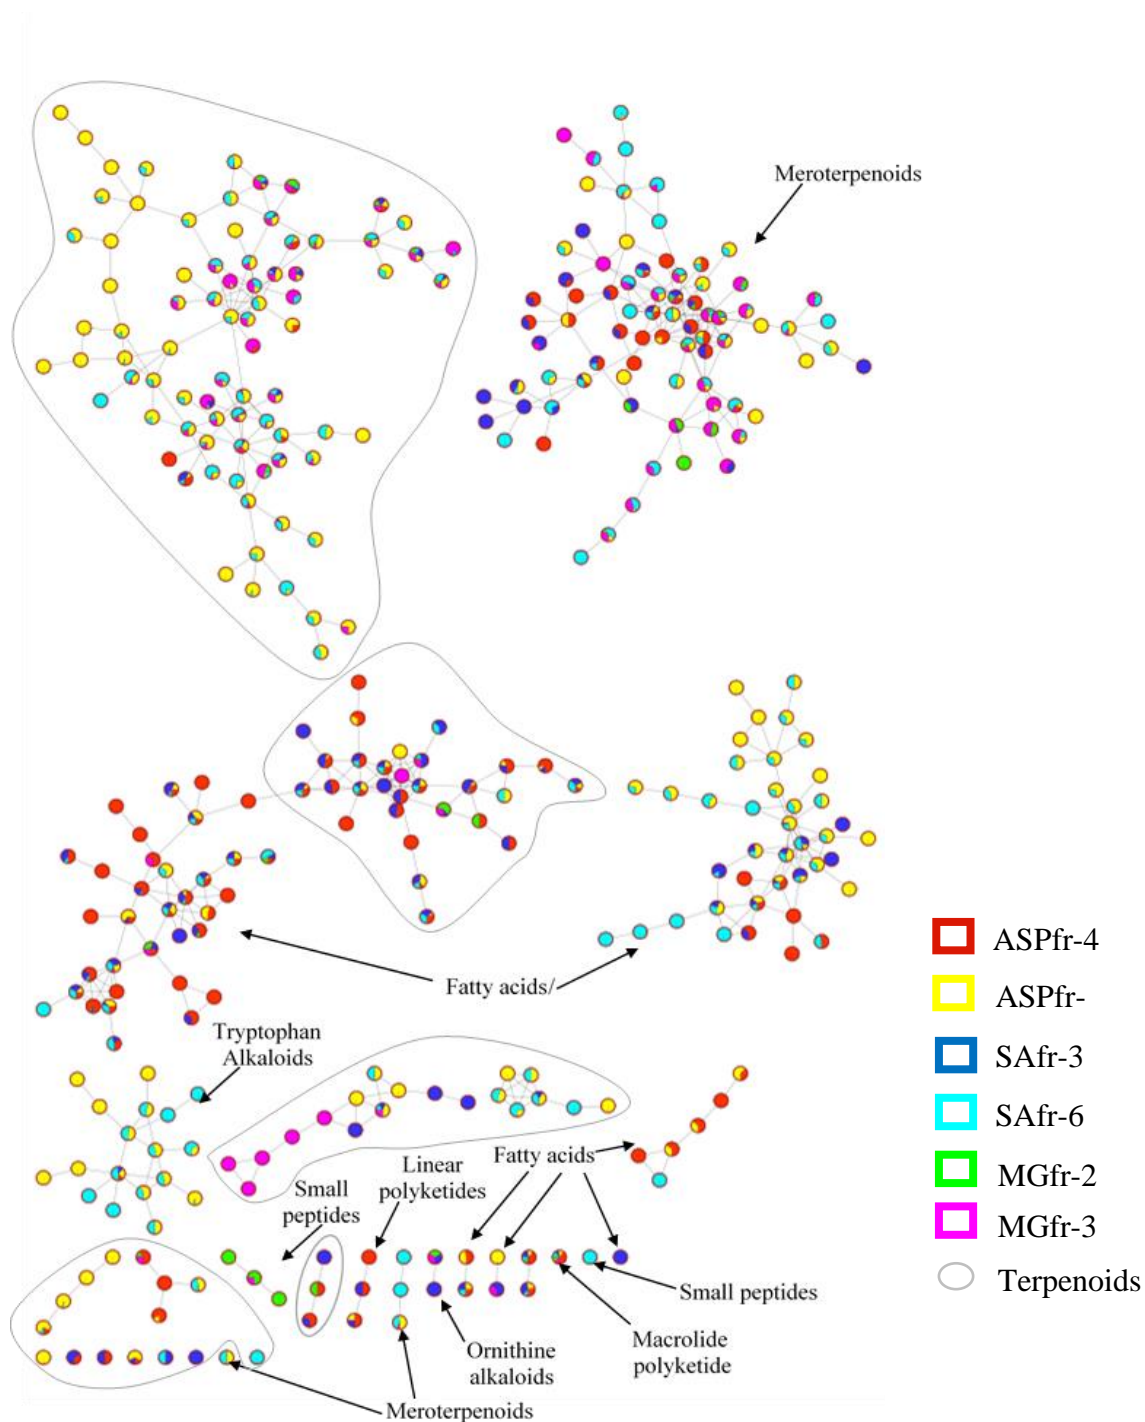 Meroterpenoids
Fatty acids/
Tryptophan
Alkaloids
Fatty acids
Linear
polyketides
Small
peptides
Small peptides
Macrolide
polyketide
Ornithine
alkaloids
Meroterpenoids
ASPfr-4
ASPfr-
SAfr-3
SAfr-6
MGfr-2
MGfr-3
Terpenoids